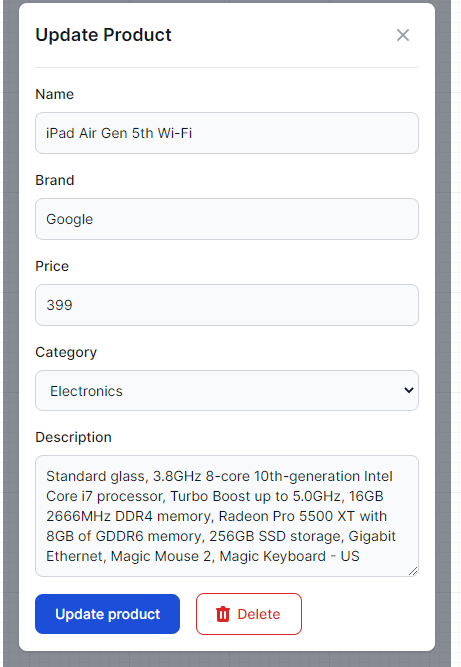 Update Product
Name
iPad Air Gen 5th Wi-Fi
Brand
Google
Price
399
Category
Electronics
Description
Standard glass, 3.8GHz 8-core 10th-generation Intel
Core i7 processor, Turbo Boost up to 5.0GHz, 16GB
2666MHz DDR4 memory, Radeon Pro 5500 XT with
8GB of GDDR6 memory, 256GB SSD storage, Gigabit
Ethernet, Magic Mouse 2, Magic Keyboard - US
Update product
Delete